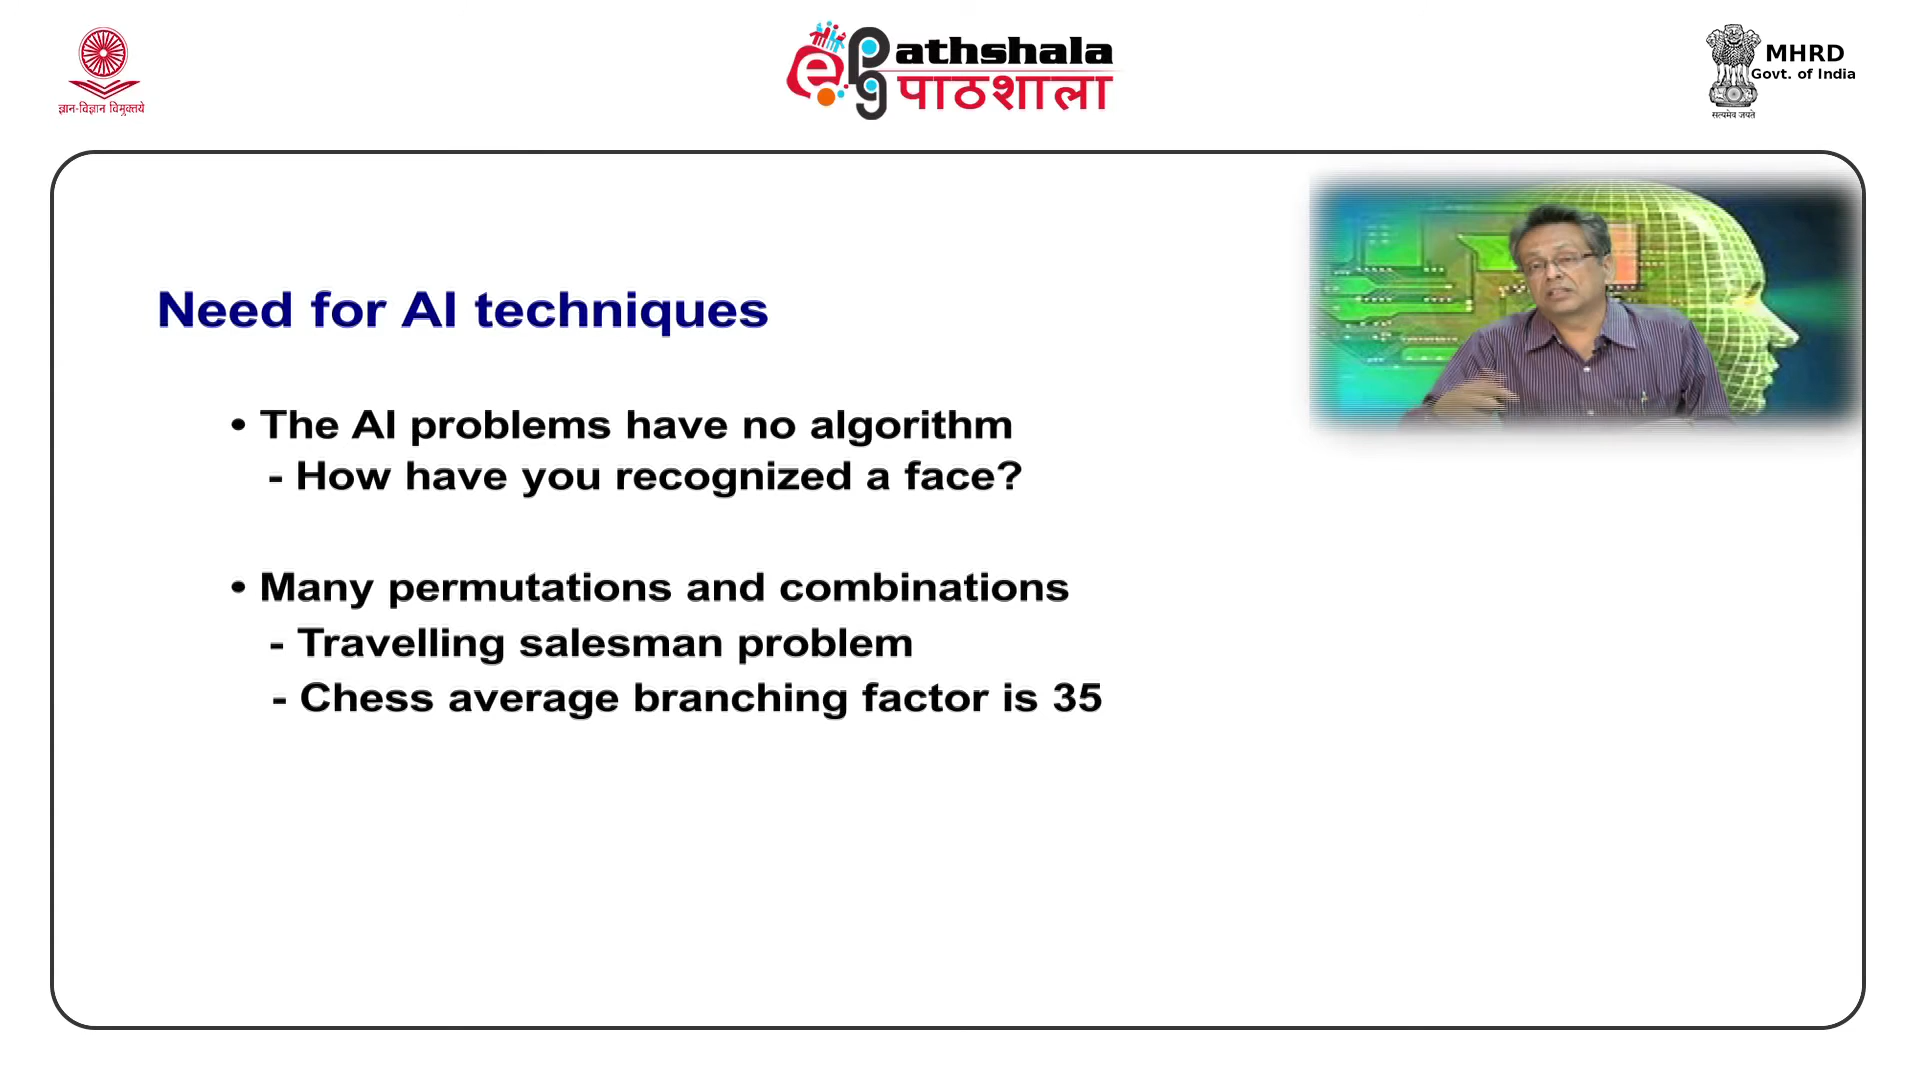 ज्ञान-विज्ञान विमुक्तये
e PG athshala
पाठशाला
MHRD
Govt. of India
सत्यमेव जयते
Need for AI techniques
• The AI problems have no algorithm
- How have you recognized a face?
• Many permutations and combinations
- Travelling salesman problem
- Chess average branching factor is 35